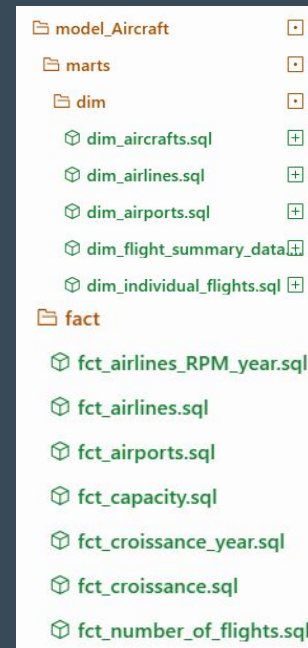 model_Aircraft
marts
dim
dim_aircrafts.sql
dim_airlines.sql
dim_airports.sql
dim_flight_summary_data...
dim_individual_flights.sql
fact
fct_airlines_RPM_year.sql
fct_airlines.sql
fct_airports.sql
fct_capacity.sql
fct_croissance_year.sql
fct_croissance.sql
fct_number_of_flights.sql